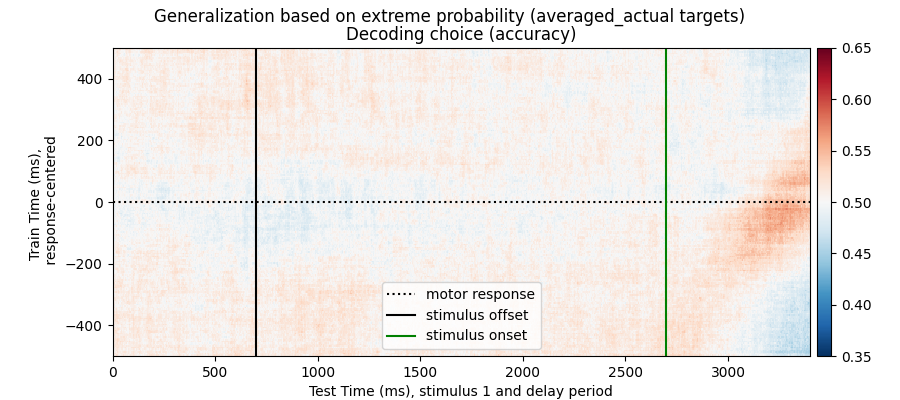 Generalization based on extreme probability (averaged_actual targets)
Decoding choice (accuracy)
Train Time (ms),
response-centered
400
200
0
−200
−400
motor response
stimulus offset
stimulus onset
0 500 1000 1500 2000 2500 3000
Test Time (ms), stimulus 1 and delay period
0.65
0.60
0.55
0.50
0.45
0.40
0.35